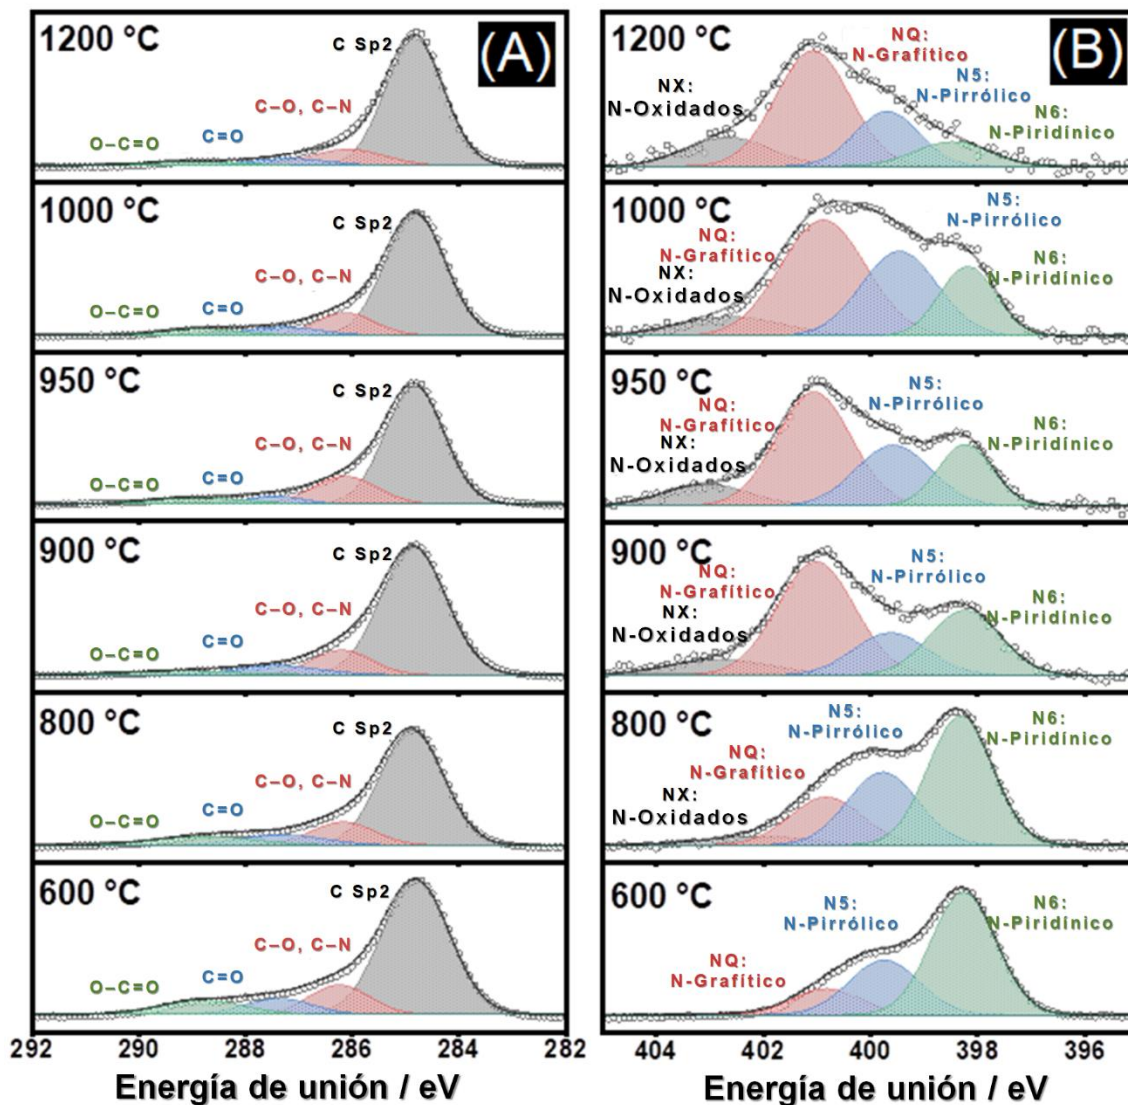 1200 °C
C Sp2
(A)
C–O, C–N
C=O
O–C=O
1000 °C
C Sp2
C–O, C–N
C=O
O–C=O
950 °C
C Sp2
C–O, C–N
C=O
O–C=O
900 °C
C Sp2
C–O, C–N
C=O
O–C=O
800 °C
C Sp2
C–O, C–N
C=O
O–C=O
600 °C
C Sp2
C–O, C–N
C=O
O–C=O
292 290 288 286 284 282
Energía de unión / eV
1200 °C
(B)
NQ:
N-Grafítico
NX:
N-Oxidados
N5:
N-Pirrólico
N6:
N-Piridínico
1000 °C
N5:
N-Pirrólico
NQ:
N-Grafítico
NX:
N-Oxidados
N6:
N-Piridínico
950 °C
N5:
N-Pirrólico
NQ:
N-Grafítico
NX:
N-Oxidados
N6:
N-Piridínico
900 °C
N5:
N-Pirrólico
NQ:
N-Grafítico
NX:
N-Oxidados
N6:
N-Piridínico
800 °C
N5:
N-Pirrólico
N6:
N-Piridínico
NQ:
N-Grafítico
NX:
N-Oxidados
600 °C
N5:
N-Pirrólico
N6:
N-Piridínico
NQ:
N-Grafítico
404 402 400 398 396
Energía de unión / eV